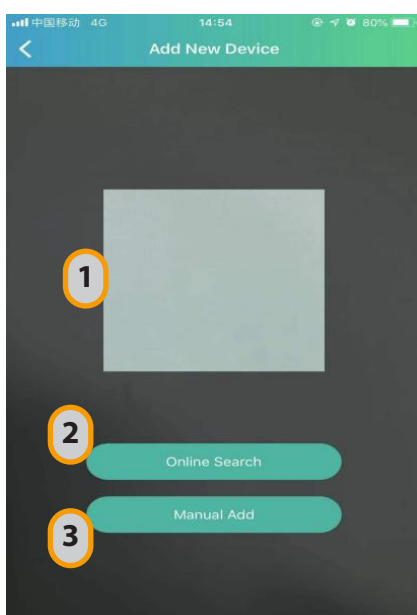 中国移动 4G 14:54 80%
Add New Device
1
2
Online Search
Manual Add
3